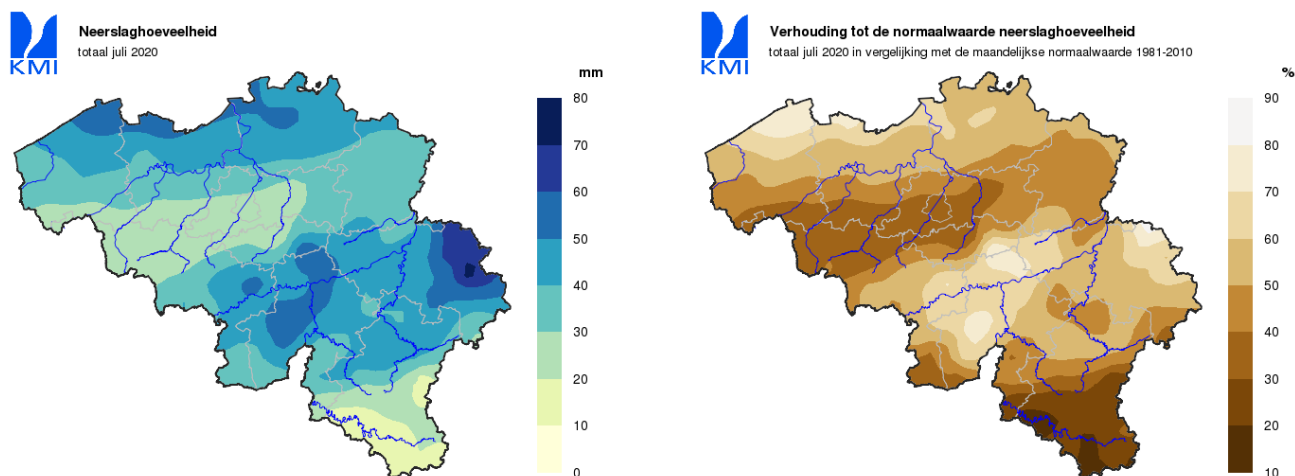 Neerslaghoeveelheid
totaal juli 2020
KMI
mm
80
70
60
50
40
30
20
10
0
Verhouding tot de normaalwaarde neerslaghoeveelheid
totaal juli 2020 in vergelijking met de maandelijkse normaalwaarde 1981-2010
KMI
%
90
80
70
60
50
40
30
20
10